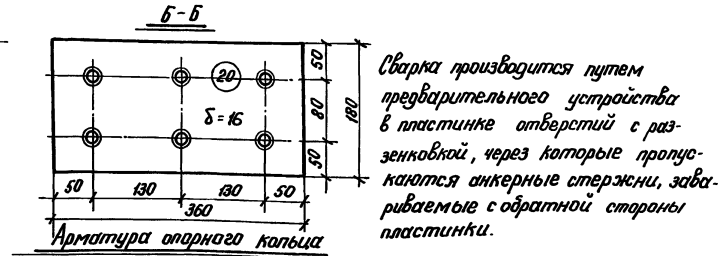 Б-Б
20
δ=16
50
80
50
180
50
130
130
50
360
Арматура опорного кольца
Сварка производится путем
предварительного устройства
в пластинке отверстий с раз-
зенковкой, через которые пропус-
каются анкерные стержни, зава-
риваемые с обратной стороны
пластинки.